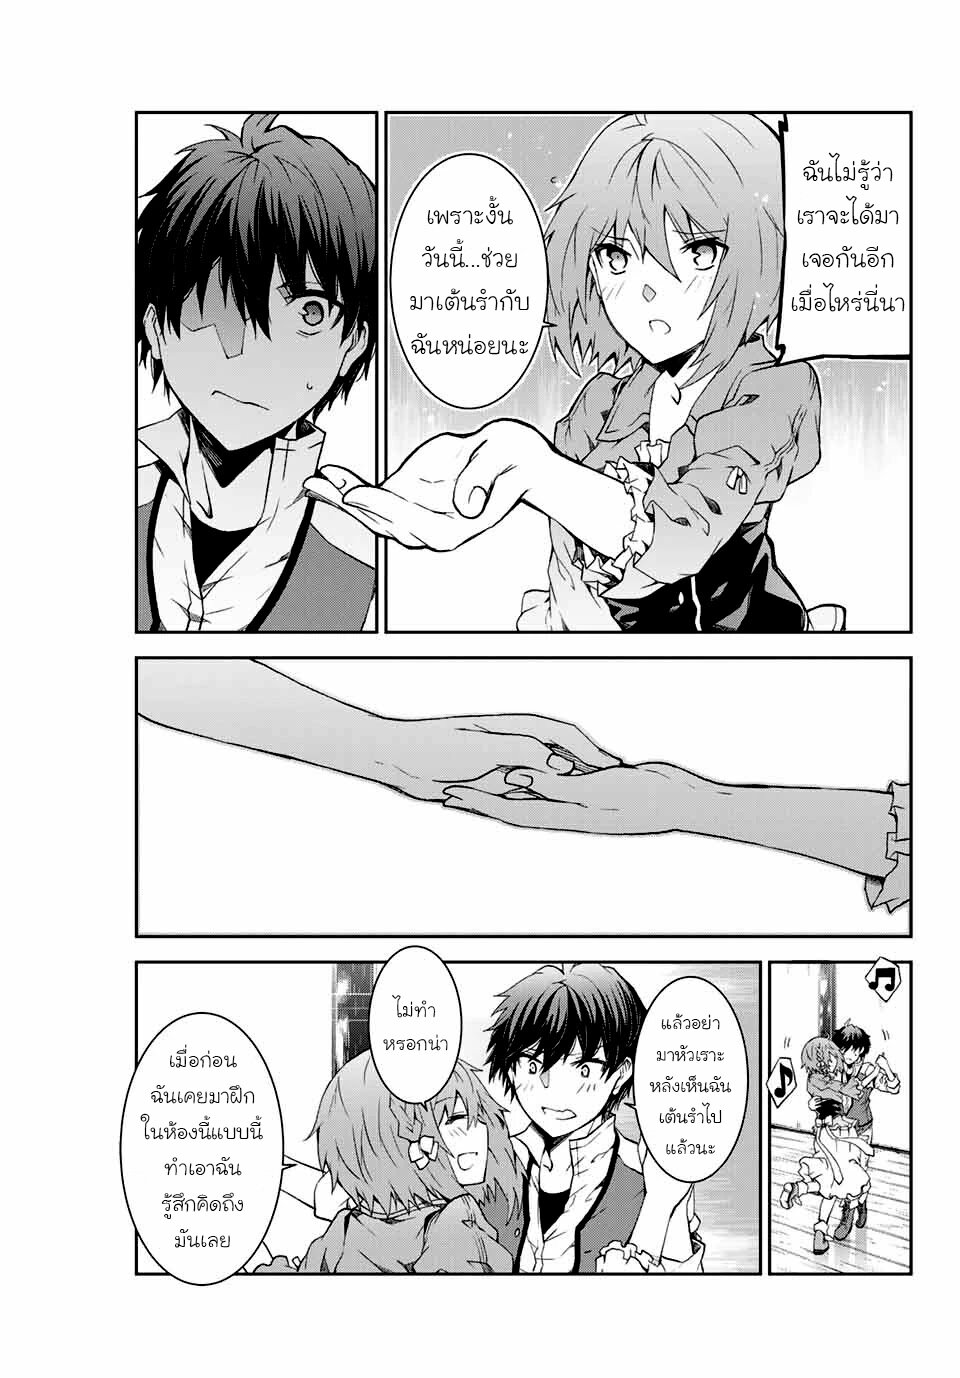 ฉันไม่รู้ว่า
เราจะได้มา
เจอกันอีก
เมื่อไหร่นี่นา
เพราะงั้น
วันนี้...ช่วย
มาเต้นรำกับ
ฉันหน่อยนะ
แล้วอย่า
มาหัวเราะ
หลังเห็นฉัน
เต้นรำไป
แล้วนะ
ไม่ทำ
หรอกน่า
เมื่อก่อน
ฉันเคยมาฝึก
ในห้องนี้แบบนี้
ทำเอาฉัน
รู้สึกคิดถึง
มันเลย